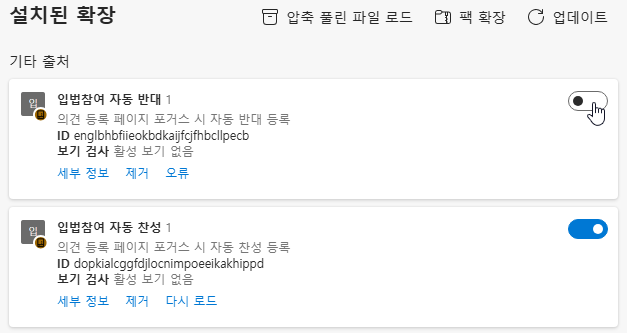 설치된 확장
압축 풀린 파일 로드 팩 확장 업데이트
기타 출처
입 입법참여 자동 반대 1
의견 등록 페이지 포커스 시 자동 반대 등록
ID englbhbfiieokbdkaijfcjfhbcllpecb
보기 검사 활성 보기 없음
세부 정보 제거 오류
입 입법참여 자동 찬성 1
의견 등록 페이지 포거스 시 자동 찬성 등록
ID dopkialcggfdjlocnimpoeeikakhippd
보기 검사 활성 보기 없음
세부 정보 제거 다시 로드